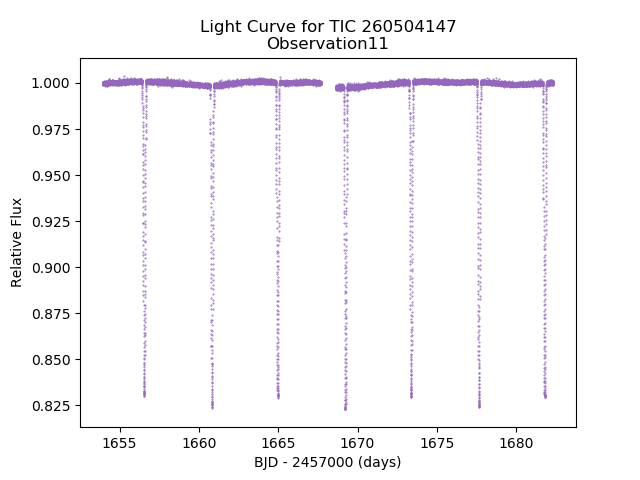 Light Curve for TIC 260504147
Observation11
1.000
0.975
0.950
0.925
0.900
0.875
0.850
0.825
Relative Flux
1655 1660 1665 1670 1675 1680
BJD - 2457000 (days)